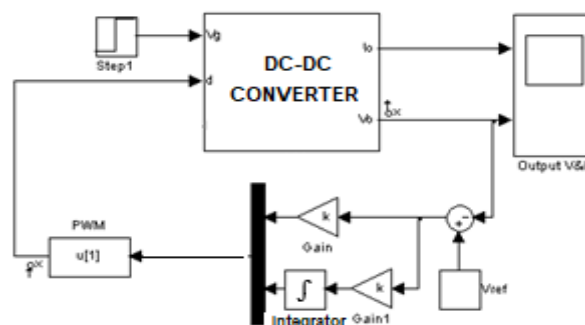 Step1
Vg
d
DC-DC
CONVERTER
Io
Vo
Output V&I
PWM
u[1]
k
Gain
k
Gain1
Integrator
Vref